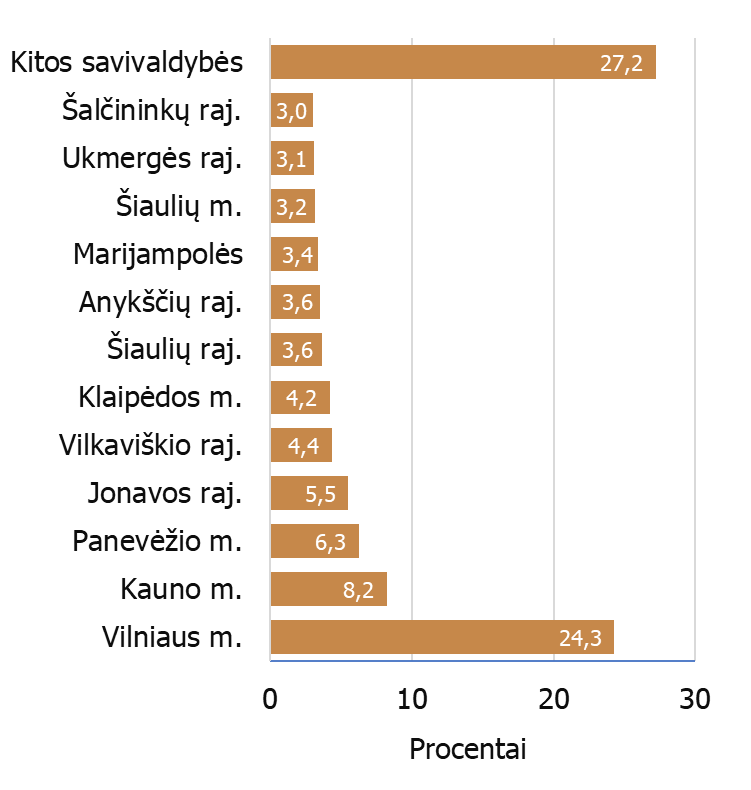 Kitos savivaldybės 27,2
Šalčininkų raj. 3,0
Ukmergės raj. 3,1
Šiaulių m. 3,2
Marijampolės 3,4
Anykščių raj. 3,6
Šiaulių raj. 3,6
Klaipėdos m. 4,2
Vilkaviškio raj. 4,4
Jonavos raj. 5,5
Panevėžio m. 6,3
Kauno m. 8,2
Vilniaus m. 24,3
0 10 20 30
Procentai